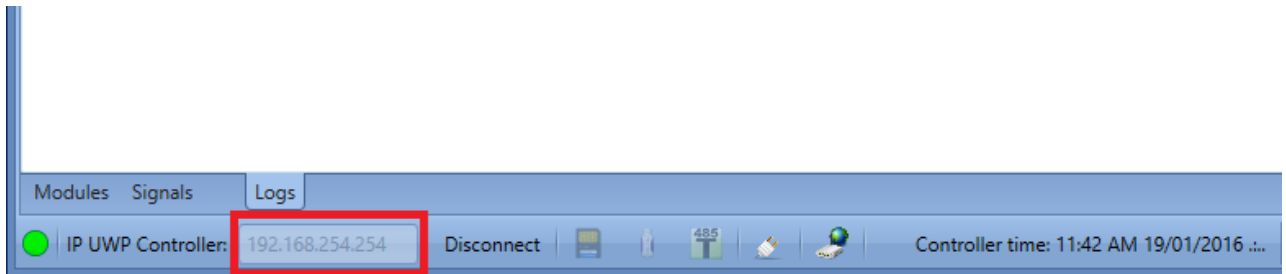 Modules Signals Logs
IP UWP Controller: 192.168.254.254 Disconnect 485 T Controller time: 11:42 AM 19/01/2016 .:..